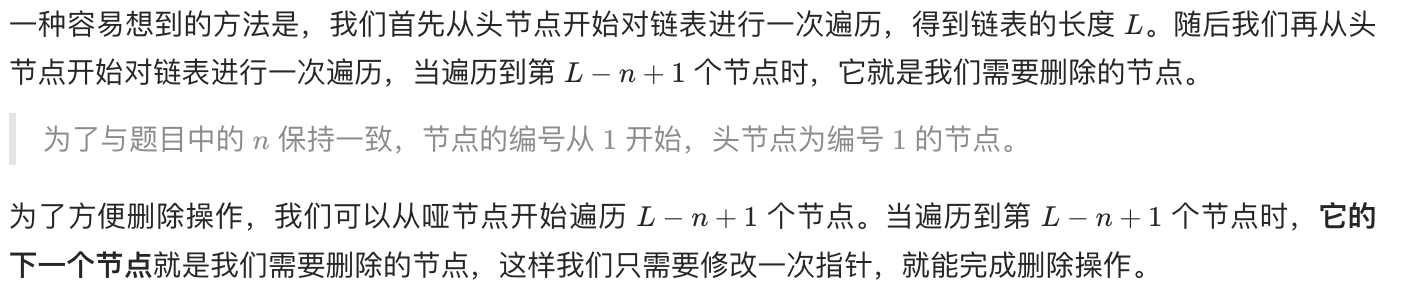 一种容易想到的方法是，我们首先从头节点开始对链表进行一次遍历，得到链表的长度 L。随后我们再从头
节点开始对链表进行一次遍历，当遍历到第 L − n + 1 个节点时，它就是我们需要删除的节点。
为了与题目中的 n 保持一致，节点的编号从 1 开始，头节点为编号 1 的节点。
为了方便删除操作，我们可以从哑节点开始遍历 L − n + 1 个节点。当遍历到第 L − n + 1 个节点时，它的
下一个节点就是我们需要删除的节点，这样我们只需要修改一次指针，就能完成删除操作。